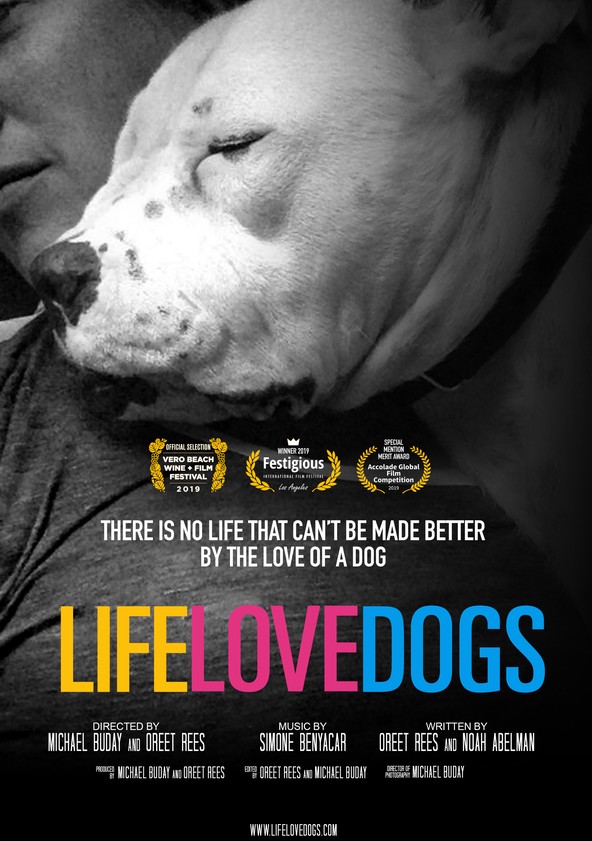 OFFICIAL SELECTION
VERO BEACH
WINE + FILM
FESTIVAL
2019
WINNER 2019
Festigious
INTERNATIONAL FILM FESTIVAL
Los Angeles
SPECIAL
MENTION
MERIT AWARD
Accolade Global
Film
Competition
2019
THERE IS NO LIFE THAT CAN'T BE MADE BETTER
BY THE LOVE OF A DOG
LIFELOVEDOGS
DIRECTED BY
MICHAEL BUDAY AND OREET REES
MUSIC BY
SIMONE BENYACAR
WRITTEN BY
OREET REES AND NOAH ABELMAN
PRODUCED BY MICHAEL BUDAY AND OREET REES
EDITED BY OREET REES AND MICHAEL BUDAY
DIRECTOR OF PHOTOGRAPHY MICHAEL BUDAY
WWW.LIFELOVEDOGS.COM